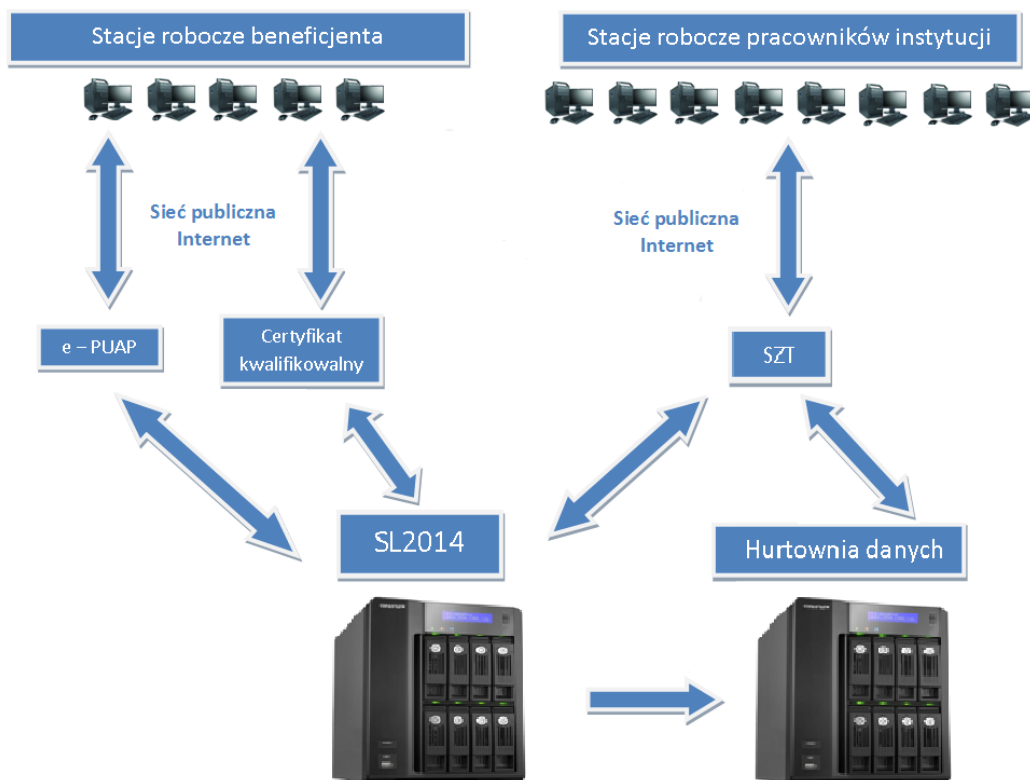 Stacje robocze beneficjenta
Stacje robocze pracowników instytucji
Sieć publiczna
Internet
Sieć publiczna
Internet
e – PUAP
Certyfikat
kwalifikowalny
SZT
SL2014
Hurtownia danych